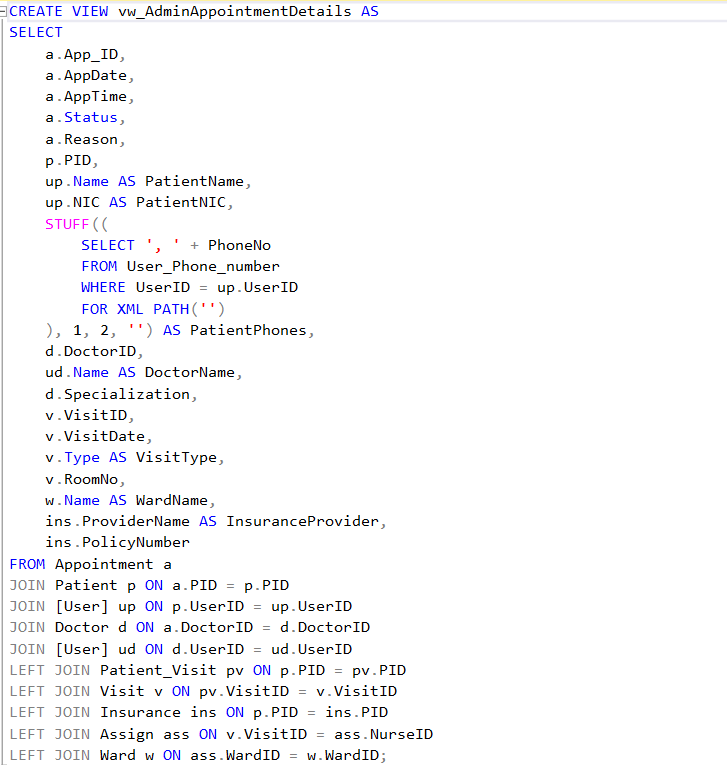 CREATE VIEW vw_AdminAppointmentDetails AS
SELECT
    a.App_ID,
    a.AppDate,
    a.AppTime,
    a.Status,
    a.Reason,
    p.PID,
    up.Name AS PatientName,
    up.NIC AS PatientNIC,
    STUFF((
        SELECT ', ' + PhoneNo
        FROM User_Phone_number
        WHERE UserID = up.UserID
        FOR XML PATH('')
    ), 1, 2, '') AS PatientPhones,
    d.DoctorID,
    ud.Name AS DoctorName,
    d.Specialization,
    v.VisitID,
    v.VisitDate,
    v.Type AS VisitType,
    v.RoomNo,
    w.Name AS WardName,
    ins.ProviderName AS InsuranceProvider,
    ins.PolicyNumber
FROM Appointment a
JOIN Patient p ON a.PID = p.PID
JOIN [User] up ON p.UserID = up.UserID
JOIN Doctor d ON a.DoctorID = d.DoctorID
JOIN [User] ud ON d.UserID = ud.UserID
LEFT JOIN Patient_Visit pv ON p.PID = pv.PID
LEFT JOIN Visit v ON pv.VisitID = v.VisitID
LEFT JOIN Insurance ins ON p.PID = ins.PID
LEFT JOIN Assign ass ON v.VisitID = ass.NurseID
LEFT JOIN Ward w ON ass.WardID = w.WardID;